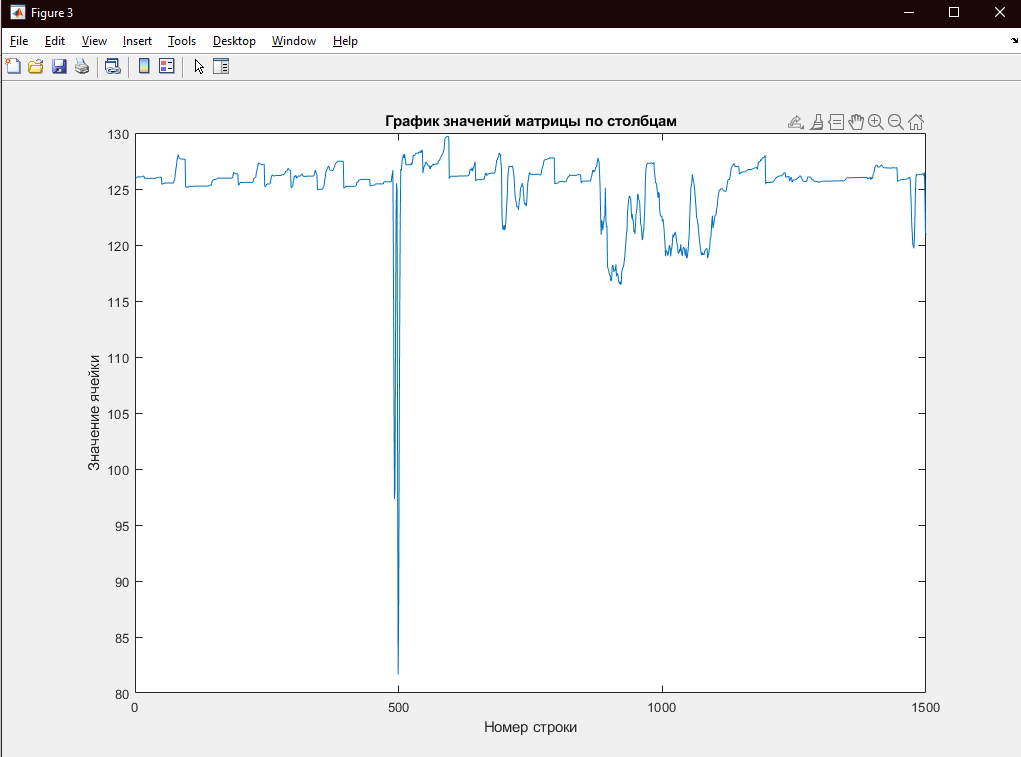 Figure 3
File Edit View Insert Tools Desktop Window Help
График значений матрицы по столбцам
130
125
120
115
110
105
100
95
90
85
80
Значение ячейки
0 500 1000 1500
Номер строки